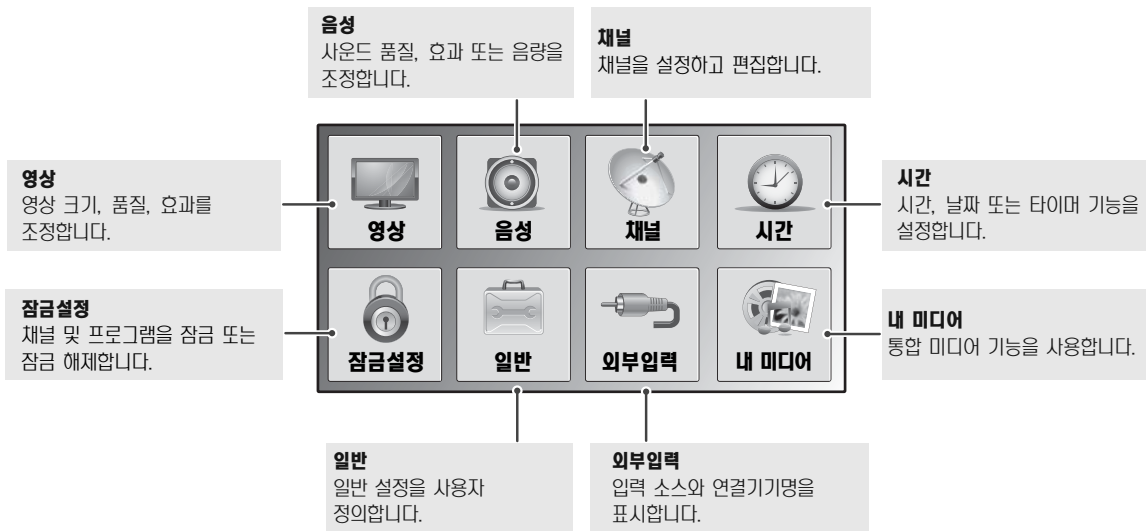 음성
사운드 품질, 효과 또는 음량을
조정합니다.
채널
채널을 설정하고 편집합니다.
영상
영상 크기, 품질, 효과를
조정합니다.
영상
음성
채널
시간
시간
시간, 날짜 또는 타이머 기능을
설정합니다.
잠금설정
채널 및 프로그램을 잠금 또는
잠금 해제합니다.
잠금설정
일반
외부입력
내 미디어
내 미디어
통합 미디어 기능을 사용합니다.
일반
일반 설정을 사용자
정의합니다.
외부입력
입력 소스와 연결기기명을
표시합니다.